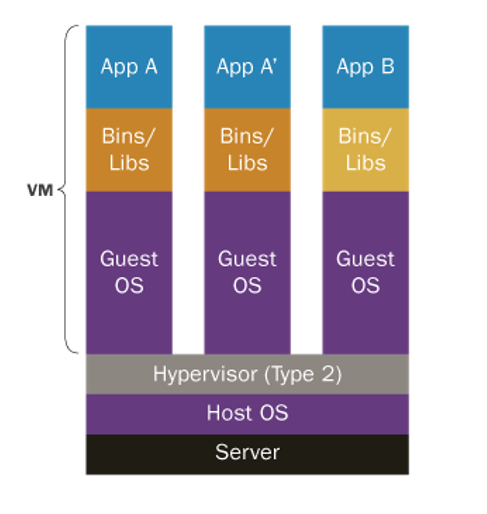 App A
App A’
App B
Bins/
Libs
Bins/
Libs
Bins/
Libs
VM
Guest
OS
Guest
OS
Guest
OS
Hypervisor (Type 2)
Host OS
Server